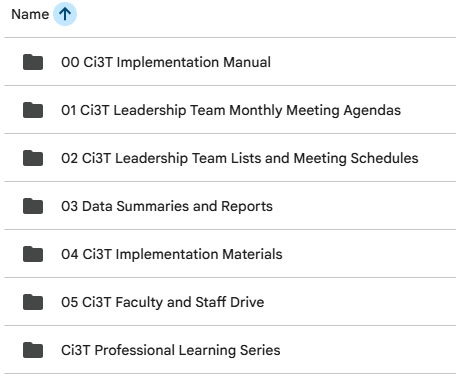 Name
00 Ci3T Implementation Manual
01 Ci3T Leadership Team Monthly Meeting Agendas
02 Ci3T Leadership Team Lists and Meeting Schedules
03 Data Summaries and Reports
04 Ci3T Implementation Materials
05 Ci3T Faculty and Staff Drive
Ci3T Professional Learning Series